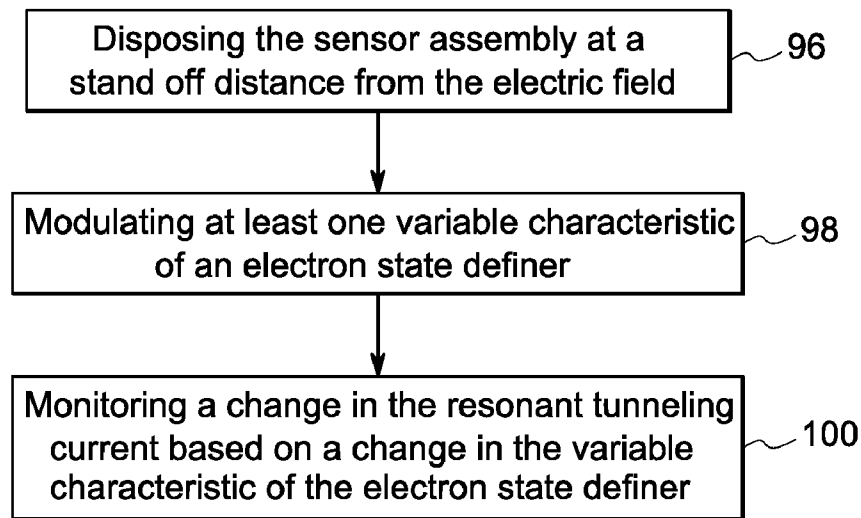 Disposing the sensor assembly at a
stand off distance from the electric field
96
Modulating at least one variable characteristic
of an electron state definer
98
Monitoring a change in the resonant tunneling
current based on a change in the variable
characteristic of the electron state definer
100